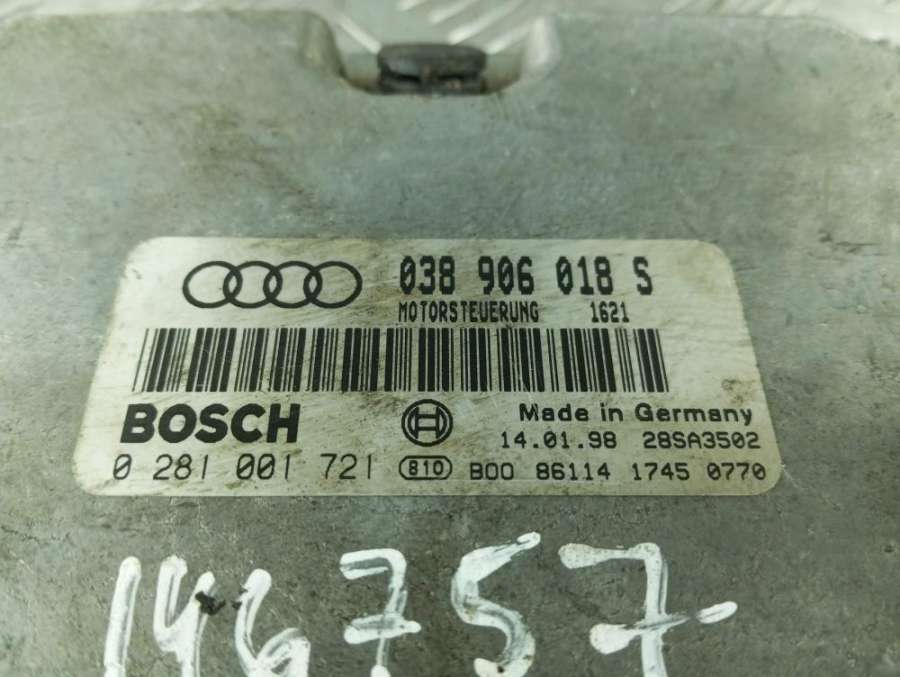 038 906 018 S
MOTORSTEUERUNG 1621
BOSCH
Made in Germany
14.01.98 28SA3502
0 281 001 721 810 B00 86114 1745 0770
146757